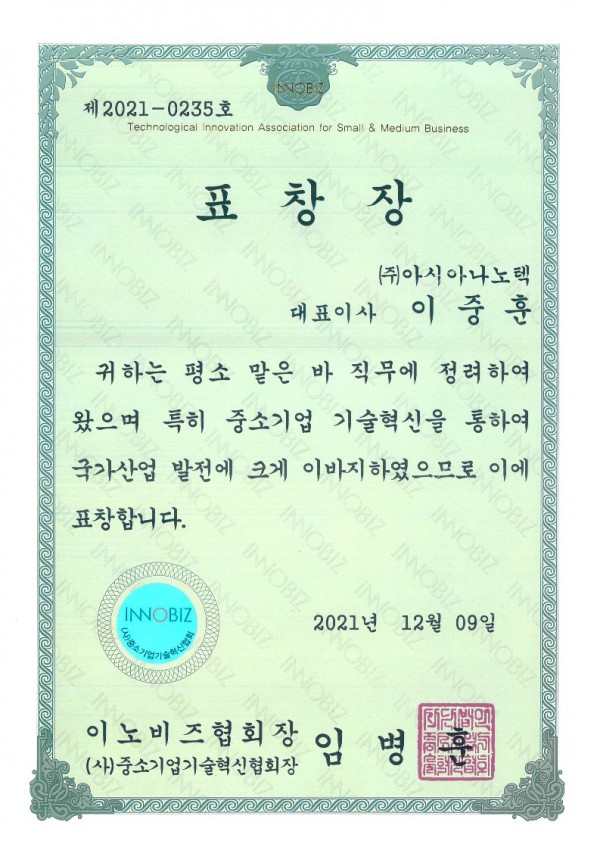 INNOBIZ
제2021-0235호
Technological Innovation Association for Small & Medium Business
표 창 장
(주)아시아나노텍
대표이사 이 중 훈
귀하는 평소 맡은 바 직무에 정려하여
왔으며 특히 중소기업 기술혁신을 통하여
국가산업 발전에 크게 이바지하였으므로 이에
표창합니다.
INNOBIZ
(사)중소기업기술혁신협회
2021년 12월 09일
이노비즈협회장 임 병 훈
(사)중소기업기술혁신협회장